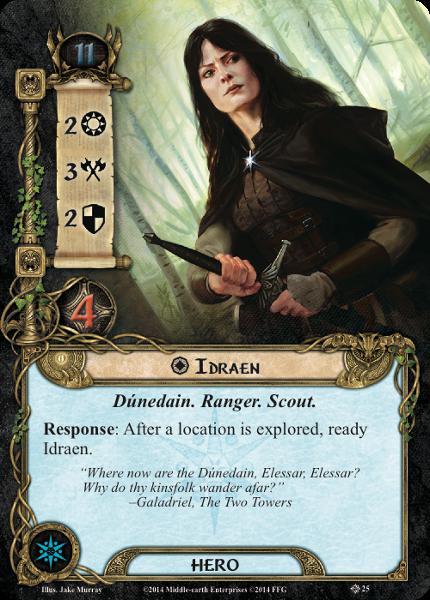 11
2
3
2
4
Idraen
Dúnedain. Ranger. Scout.
Response: After a location is explored, ready
Idraen.
“Where now are the Dúnedain, Elessar, Elessar?
Why do thy kinsfolk wander afar?”
–Galadriel, The Two Towers
HERO
Illus. Jake Murray ©2014 Middle-earth Enterprises ©2014 FFG 25